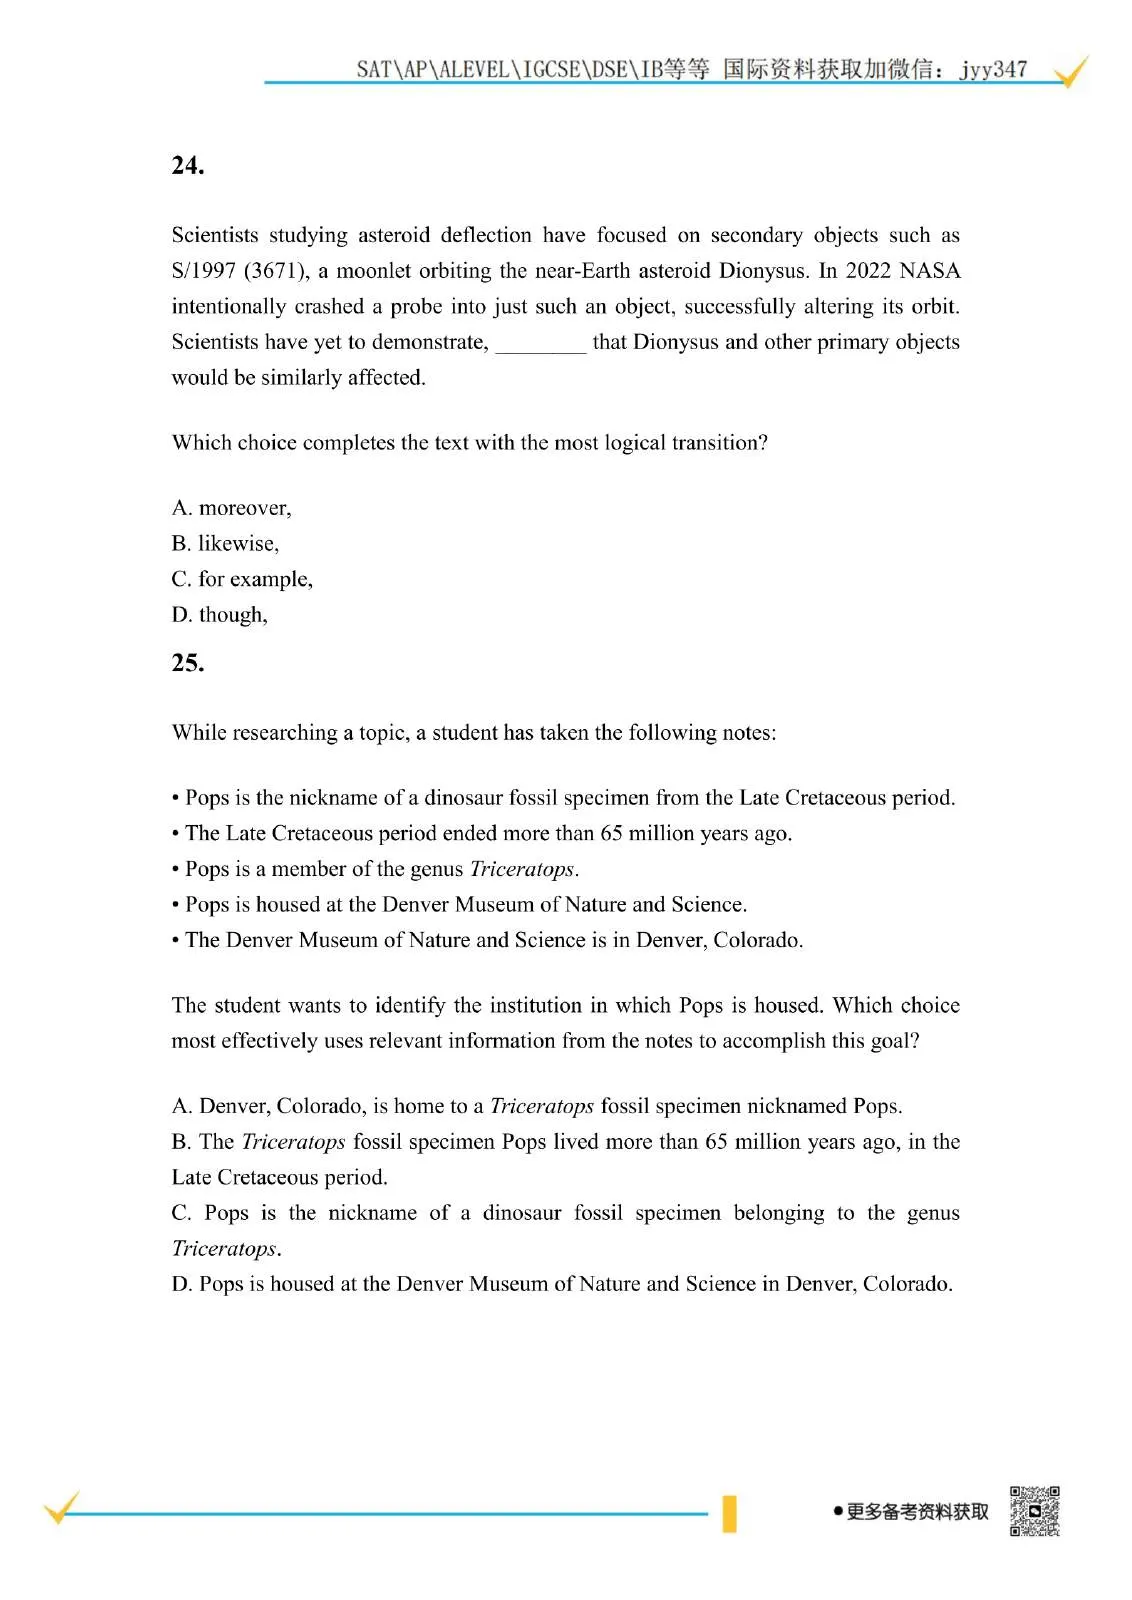 SAT\AP\ALEVEL\IGCSE\DSE\IB等等 国际资料获取加微信：jyy347
24.
Scientists studying asteroid deflection have focused on secondary objects such as
S/1997 (3671), a moonlet orbiting the near-Earth asteroid Dionysus. In 2022 NASA
intentionally crashed a probe into just such an object, successfully altering its orbit.
Scientists have yet to demonstrate, ________ that Dionysus and other primary objects
would be similarly affected.
Which choice completes the text with the most logical transition?
A. moreover,
B. likewise,
C. for example,
D. though,
25.
While researching a topic, a student has taken the following notes:
• Pops is the nickname of a dinosaur fossil specimen from the Late Cretaceous period.
• The Late Cretaceous period ended more than 65 million years ago.
• Pops is a member of the genus Triceratops.
• Pops is housed at the Denver Museum of Nature and Science.
• The Denver Museum of Nature and Science is in Denver, Colorado.
The student wants to identify the institution in which Pops is housed. Which choice
most effectively uses relevant information from the notes to accomplish this goal?
A. Denver, Colorado, is home to a Triceratops fossil specimen nicknamed Pops.
B. The Triceratops fossil specimen Pops lived more than 65 million years ago, in the
Late Cretaceous period.
C. Pops is the nickname of a dinosaur fossil specimen belonging to the genus
Triceratops.
D. Pops is housed at the Denver Museum of Nature and Science in Denver, Colorado.
●更多备考资料获取